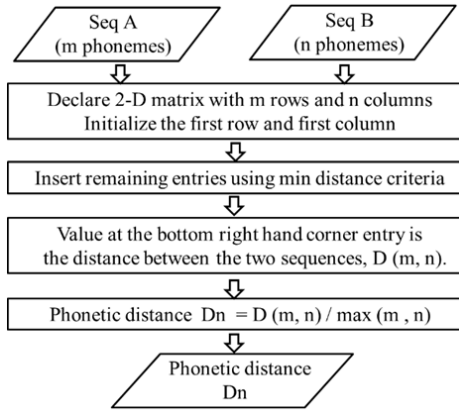 Seq A
(m phonemes)
Seq B
(n phonemes)
Declare 2-D matrix with m rows and n columns
Initialize the first row and first column
Insert remaining entries using min distance criteria
Value at the bottom right hand corner entry is
the distance between the two sequences, D (m, n).
Phonetic distance Dn = D (m, n) / max (m , n)
Phonetic distance
Dn